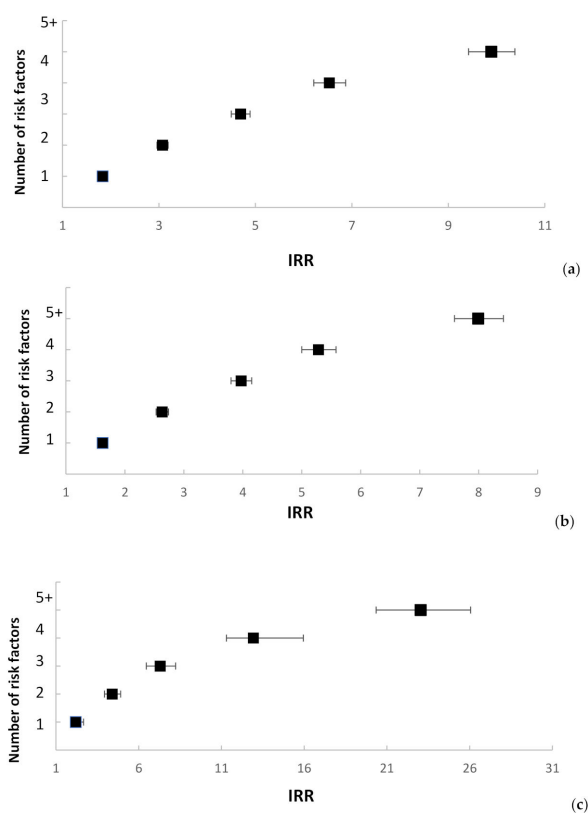 Number of risk factors
5+
4
3
2
1
1 3 5 7 9 11
IRR
(a)
Number of risk factors
5+
4
3
2
1
1 2 3 4 5 6 7 8 9
IRR
(b)
Number of risk factors
5+
4
3
2
1
1 6 11 16 21 26 31
IRR
(c)